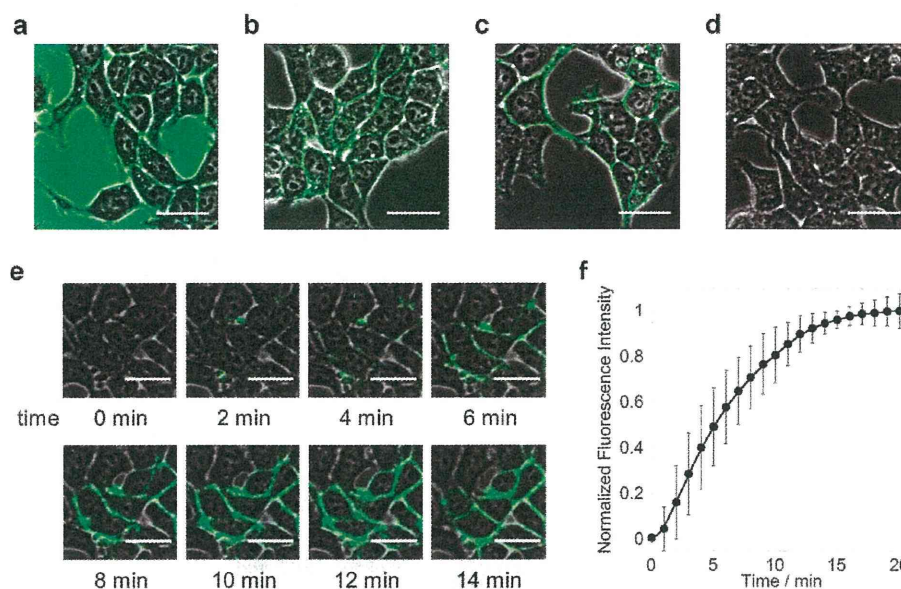 a b c d
e f
time 0 min 2 min 4 min 6 min
8 min 10 min 12 min 14 min
Normalized Fluorescence Intensity
1
0.8
0.6
0.4
0.2
0
0 5 10 15 20
Time / min